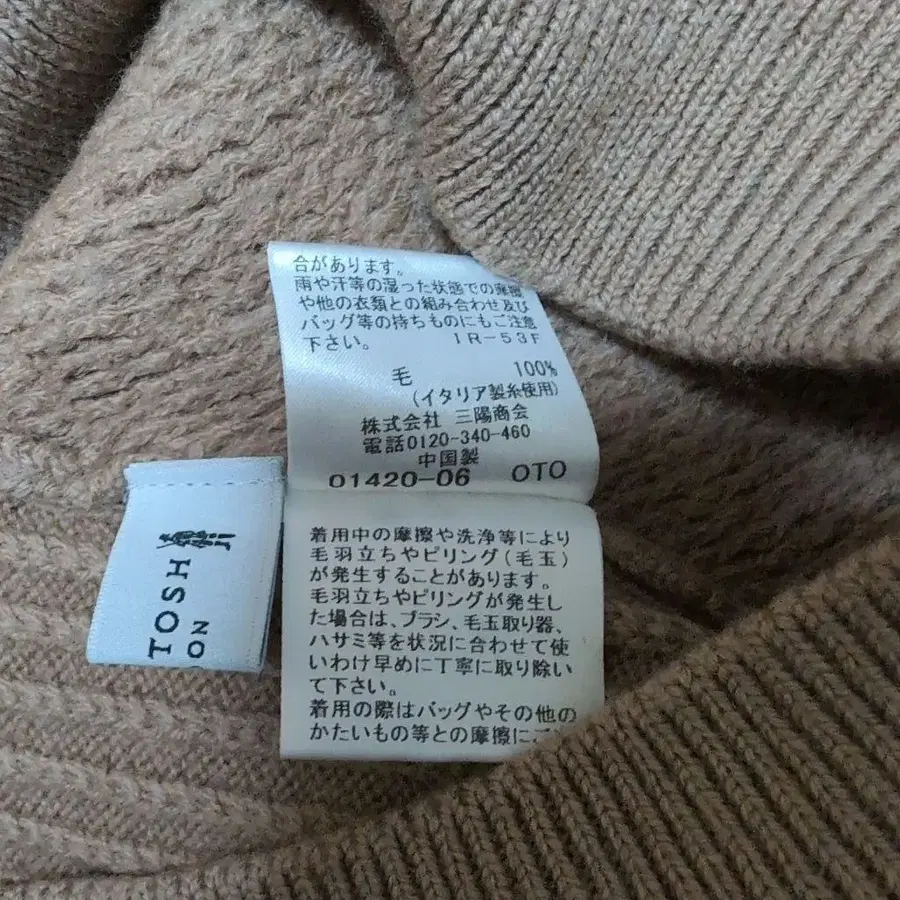 合があります。
雨や汗等の湿った状態での摩擦
や他の衣類との組み合わせ及び
バッグ等の持ちものにもご注意
下さい。 IR-53F
毛 100%
(イタリア製糸使用)
株式会社 三陽商会
電話0120-340-460
中国製
01420-06 OTO
着用中の摩擦や洗浄等により
毛羽立ちやピリング(毛玉)
が発生することがあります。
毛羽立ちやピリングが発生し
た場合は、ブラシ、毛玉取り器、
ハサミ等を状況に合わせて使
いわけ早めに丁寧に取り除い
て下さい。
着用の際はバッグやその他の
かたいもの等との摩擦にご
TOSH
DON